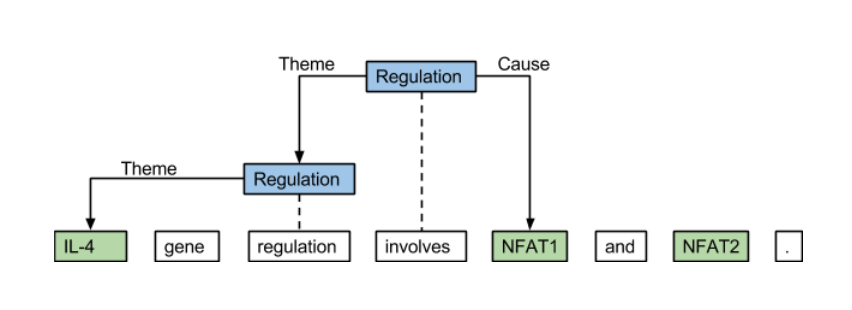 Theme Regulation Cause
Theme Regulation
IL-4 gene regulation involves NFAT1 and NFAT2 .